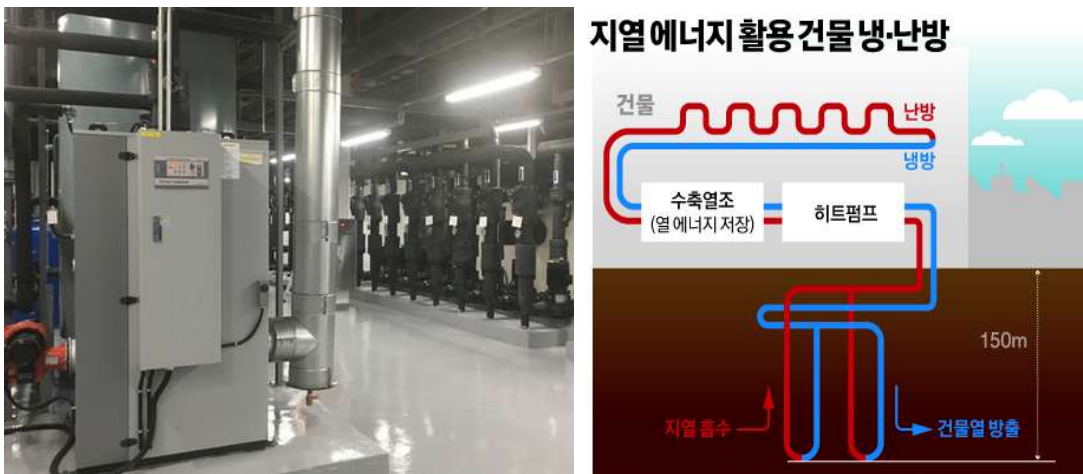 지열 에너지 활용 건물 냉·난방
건물
난방
냉방
수축열조
(열 에너지 저장)
히트펌프
150m
지열 흡수
건물열 방출